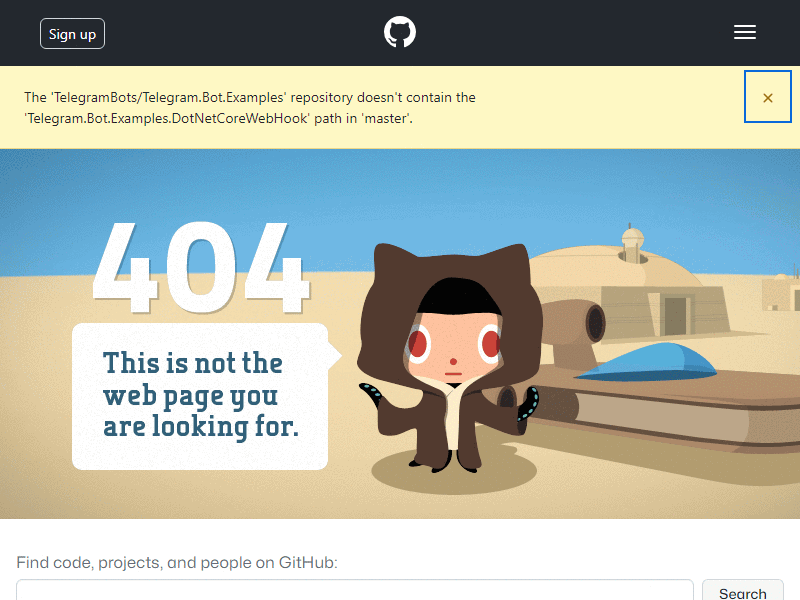 Sign up
The 'TelegramBots/Telegram.Bot.Examples' repository doesn't contain the
'Telegram.Bot.Examples.DotNetCoreWebHook' path in 'master'.
404
This is not the
web page you
are looking for.
Find code, projects, and people on GitHub:
Search